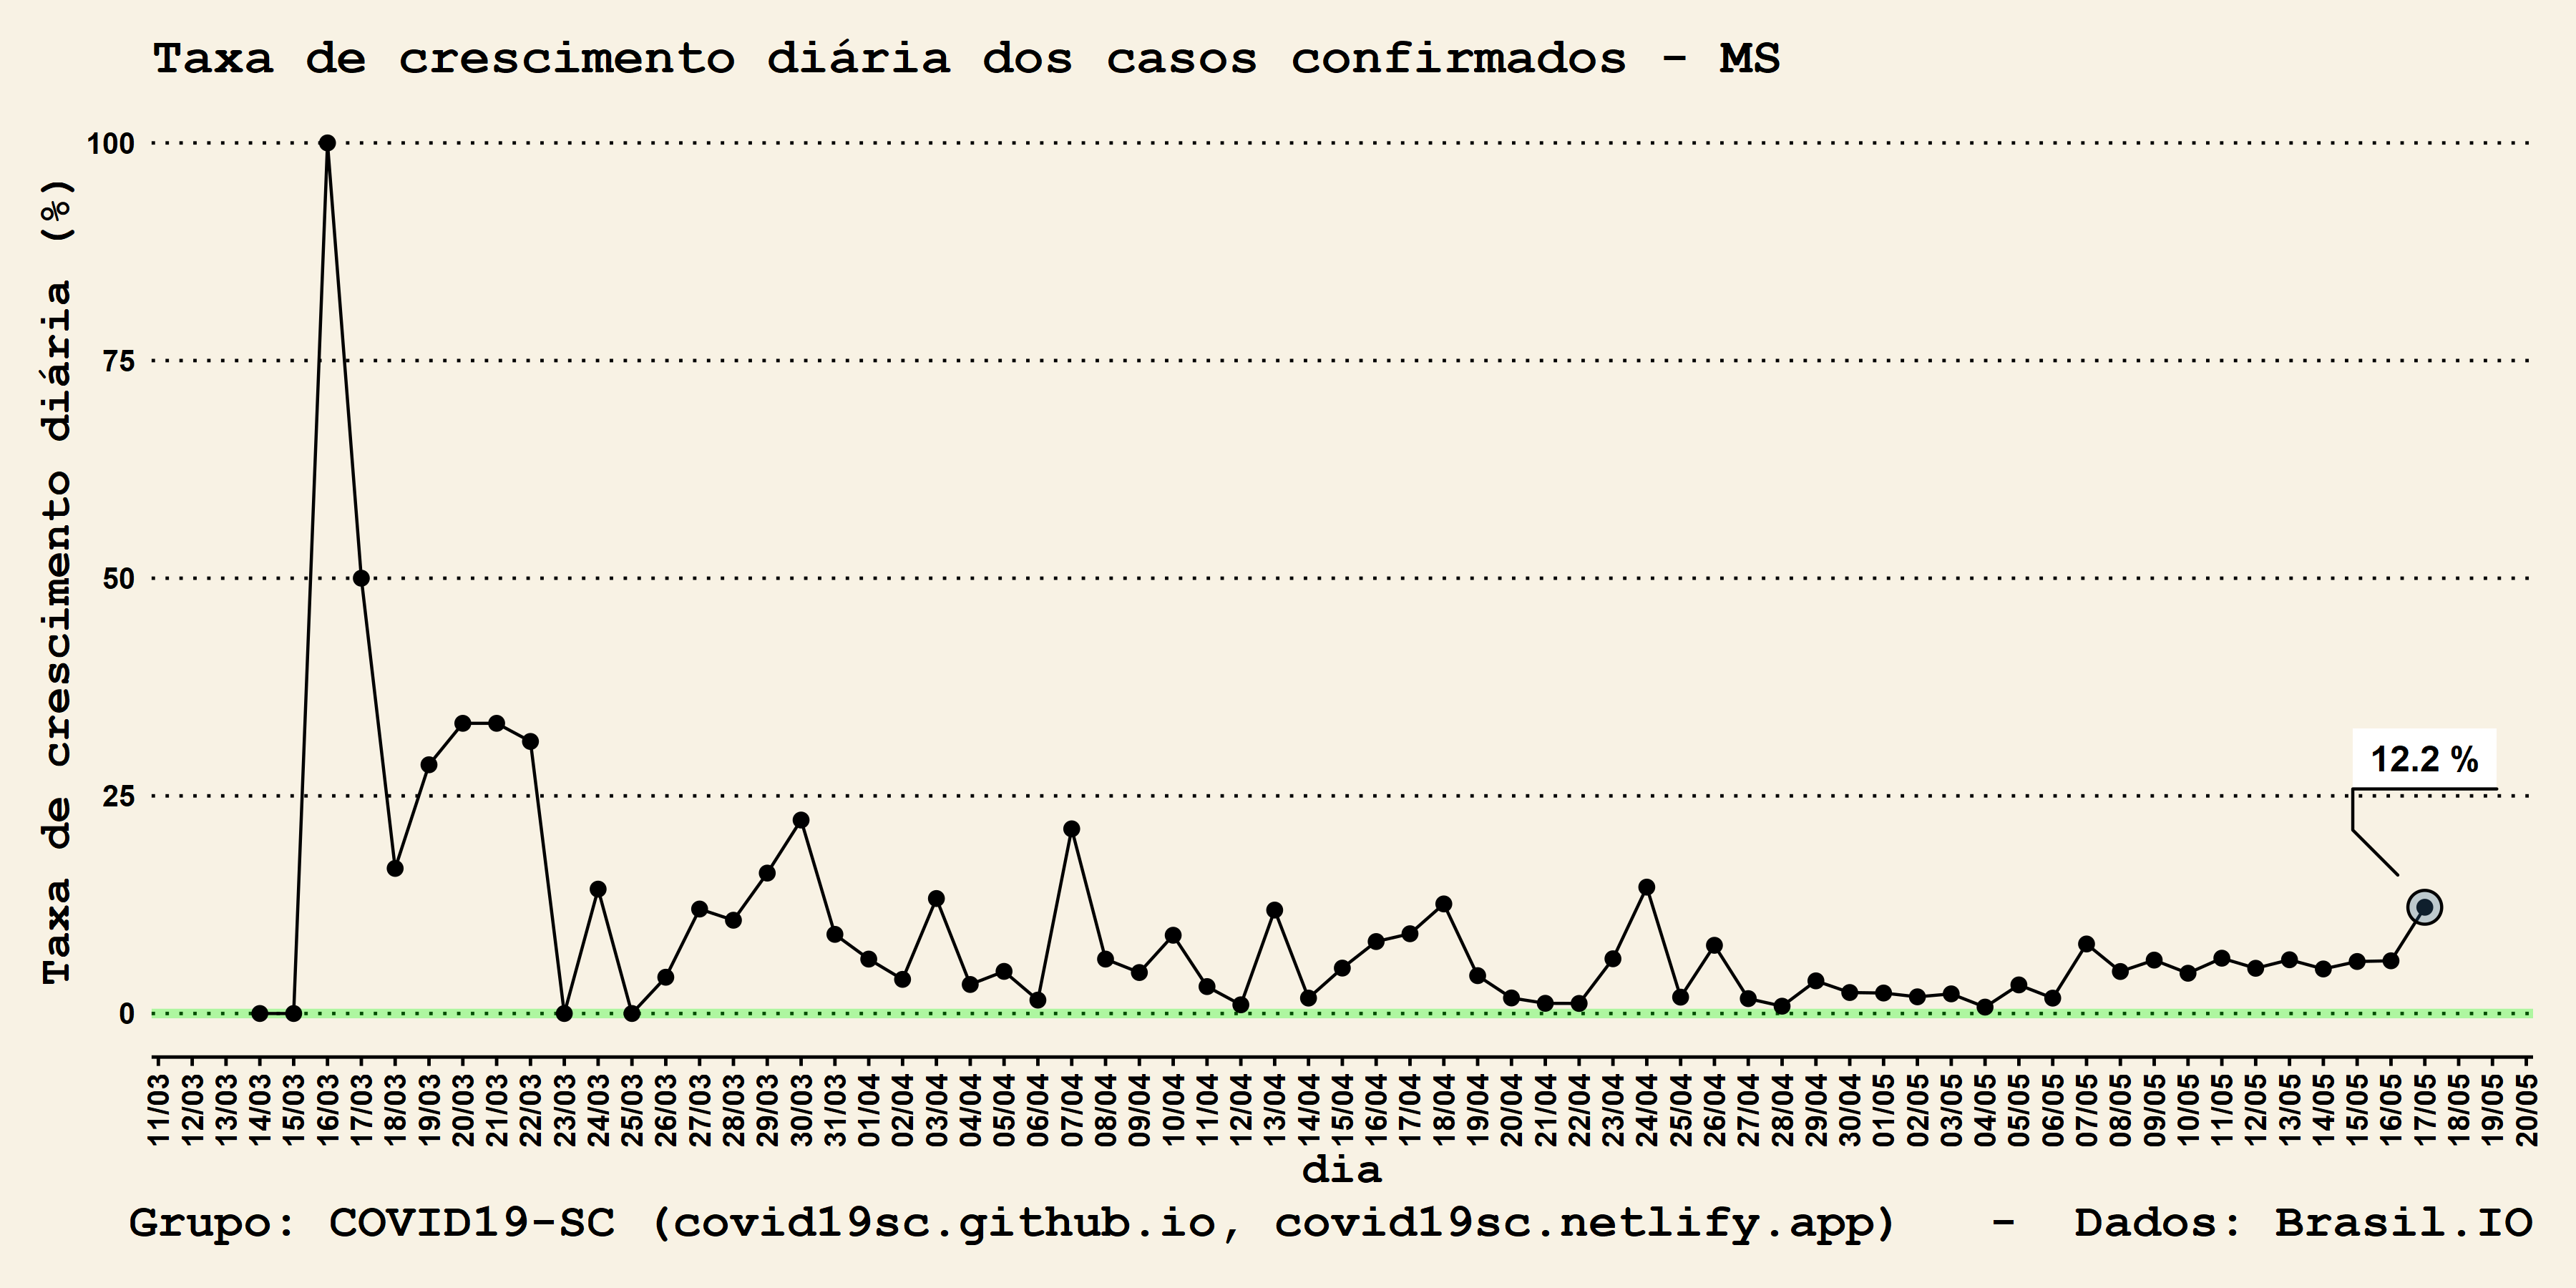 Taxa de crescimento diária dos casos confirmados - MS
Taxa de crescimento diária (%)
100
75
50
25
0
12.2 %
11/03 12/03 13/03 14/03 15/03 16/03 17/03 18/03 19/03 20/03 21/03 22/03 23/03 24/03 25/03 26/03 27/03 28/03 29/03 30/03 31/03 01/04 02/04 03/04 04/04 05/04 06/04 07/04 08/04 09/04 10/04 11/04 12/04 13/04 14/04 15/04 16/04 17/04 18/04 19/04 20/04 21/04 22/04 23/04 24/04 25/04 26/04 27/04 28/04 29/04 30/04 01/05 02/05 03/05 04/05 05/05 06/05 07/05 08/05 09/05 10/05 11/05 12/05 13/05 14/05 15/05 16/05 17/05 18/05 19/05 20/05
dia
Grupo: COVID19-SC (covid19sc.github.io, covid19sc.netlify.app) - Dados: Brasil.IO